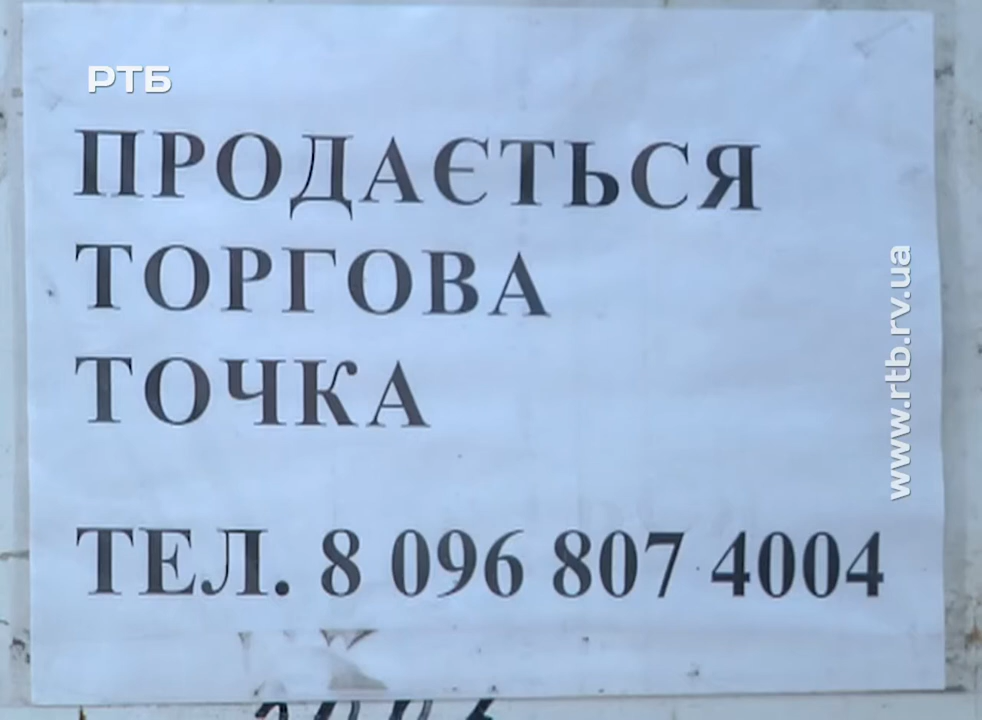 РТБ
ПРОДАЄТЬСЯ
ТОРГОВА
ТОЧКА
ТЕЛ. 8 096 807 4004
www.rtb.rv.ua